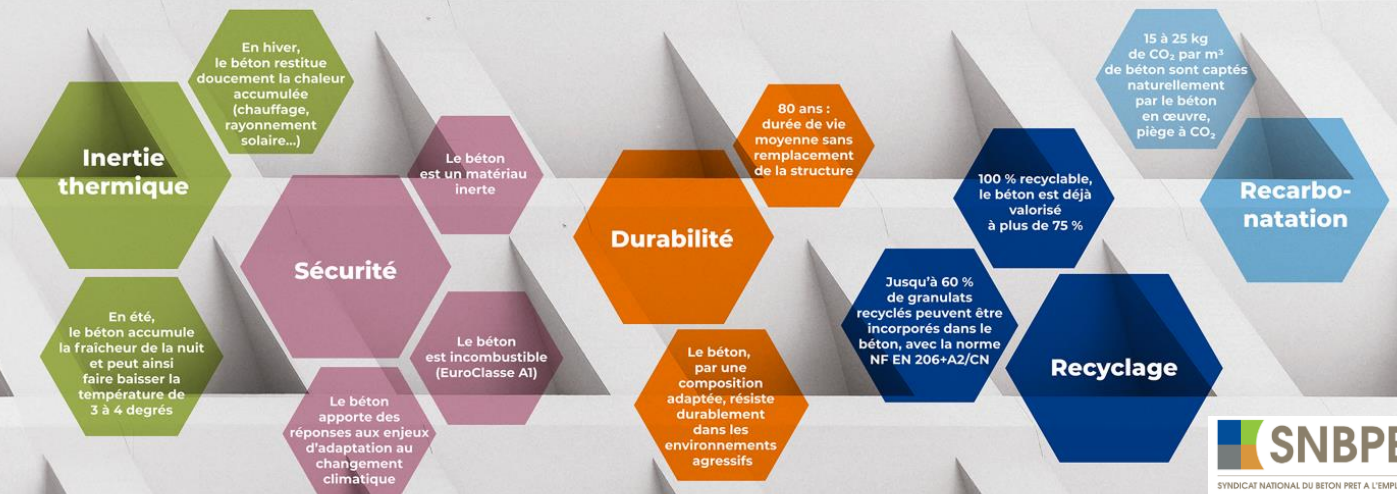 En hiver,
le béton restitue
doucement la chaleur
accumulée
(chauffage,
rayonnement
solaire...)
Inertie
thermique
En été,
le béton accumule
la fraîcheur de la nuit
et peut ainsi
faire baisser la
température de
3 à 4 degrés
Le béton
est un matériau
inerte
Sécurité
Le béton
est incombustible
(EuroClasse A1)
Le béton
apporte des
réponses aux enjeux
d'adaptation au
changement
climatique
80 ans :
durée de vie
moyenne sans
remplacement
de la structure
Durabilité
Le béton,
par une
composition
adaptée, résiste
durablement
dans les
environnements
agressifs
100 % recyclable,
le béton est déjà
valorisé
à plus de 75 %
Jusqu'à 60 %
de granulats
recyclés peuvent être
incorporés dans le
béton, avec la norme
NF EN 206+A2/CN
Recyclage
15 à 25 kg
de CO₂ par m³
de béton sont captés
naturellement
par le béton
en œuvre,
piège à CO₂
Recarbo-
natation
SNBPE
SYNDICAT NATIONAL DU BETON PRET A L'EMPL